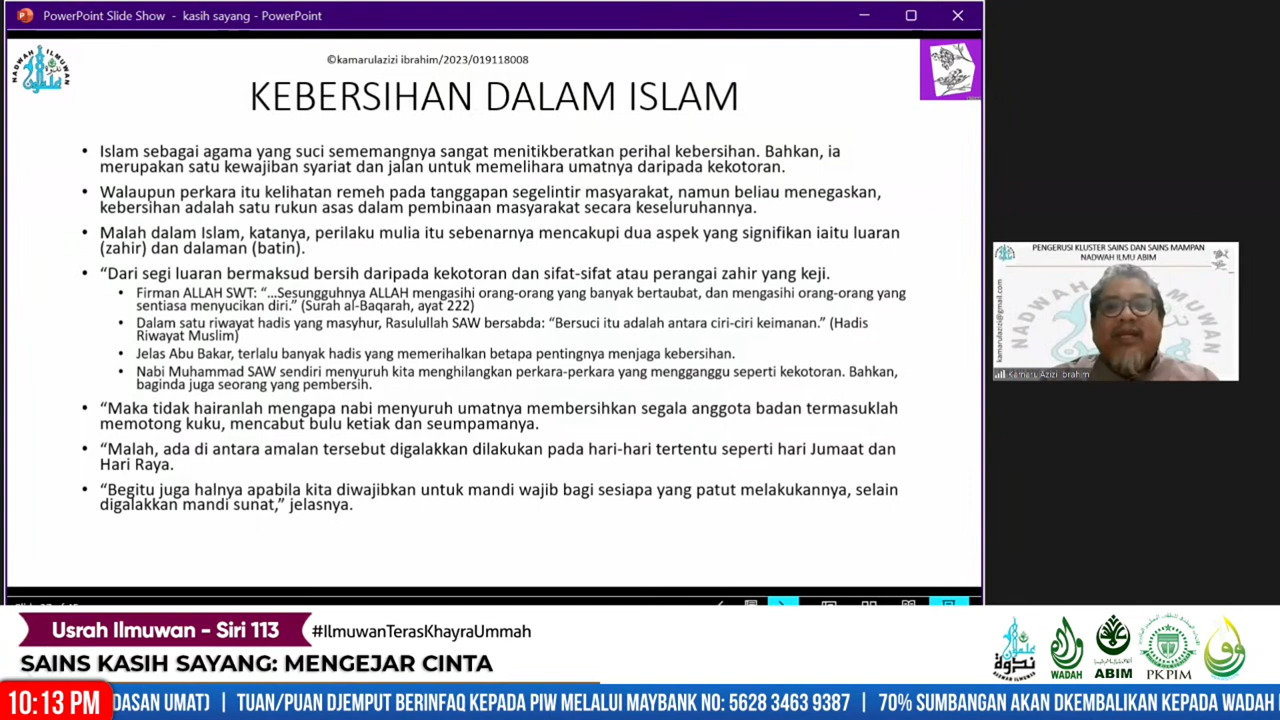 PowerPoint Slide Show - kasih sayang - PowerPoint
NADWAH ILMUWAN
©kamarulazizi ibrahim/2023/019118008
KEBERSIHAN DALAM ISLAM
• Islam sebagai agama yang suci sememangnya sangat menitikberatkan perihal kebersihan. Bahkan, ia
merupakan satu kewajiban syariat dan jalan untuk memelihara umatnya daripada kekotoran.
• Walaupun perkara itu kelihatan remeh pada tanggapan segelintir masyarakat, namun beliau menegaskan,
kebersihan adalah satu rukun asas dalam pembinaan masyarakat secara keseluruhannya.
• Malah dalam Islam, katanya, perilaku mulia itu sebenarnya mencakupi dua aspek yang signifikan iaitu luaran
(zahir) dan dalaman (batin).
• “Dari segi luaran bermaksud bersih daripada kekotoran dan sifat-sifat atau perangai zahir yang keji.
• Firman ALLAH SWT: “...Sesungguhnya ALLAH mengasihi orang-orang yang banyak bertaubat, dan mengasihi orang-orang yang
sentiasa menyucikan diri.” (Surah al-Baqarah, ayat 222)
• Dalam satu riwayat hadis yang masyhur, Rasulullah SAW bersabda: “Bersuci itu adalah antara ciri-ciri keimanan.” (Hadis
Riwayat Muslim)
• Jelas Abu Bakar, terlalu banyak hadis yang memerihalkan betapa pentingnya menjaga kebersihan.
• Nabi Muhammad SAW sendiri menyuruh kita menghilangkan perkara-perkara yang mengganggu seperti kekotoran. Bahkan,
baginda juga seorang yang pembersih.
• “Maka tidak hairanlah mengapa nabi menyuruh umatnya membersihkan segala anggota badan termasuklah
memotong kuku, mencabut bulu ketiak dan seumpamanya.
• “Malah, ada di antara amalan tersebut digalakkan dilakukan pada hari-hari tertentu seperti hari Jumaat dan
Hari Raya.
• “Begitu juga halnya apabila kita diwajibkan untuk mandi wajib bagi sesiapa yang patut melakukannya, selain
digalakkan mandi sunat,” jelasnya.
PENGERUSI KLUSTER SAINS DAN SAINS MAMPAN
NADWAH ILMU ABIM
kamarulazizi@gmail.com
Kamaru Azizi Ibrahim
Usrah Ilmuwan - Siri 113
#IlmuwanTerasKhayraUmmah
SAINS KASIH SAYANG: MENGEJAR CINTA
WADAH
ABIM
PKPIM
10:13 PM
DASAN UMAT) | TUAN/PUAN DJEMPUT BERINFAQ KEPADA PIW MELALUI MAYBANK NO: 5628 3463 9387 | 70% SUMBANGAN AKAN DKEMBALIKAN KEPADA WADAH